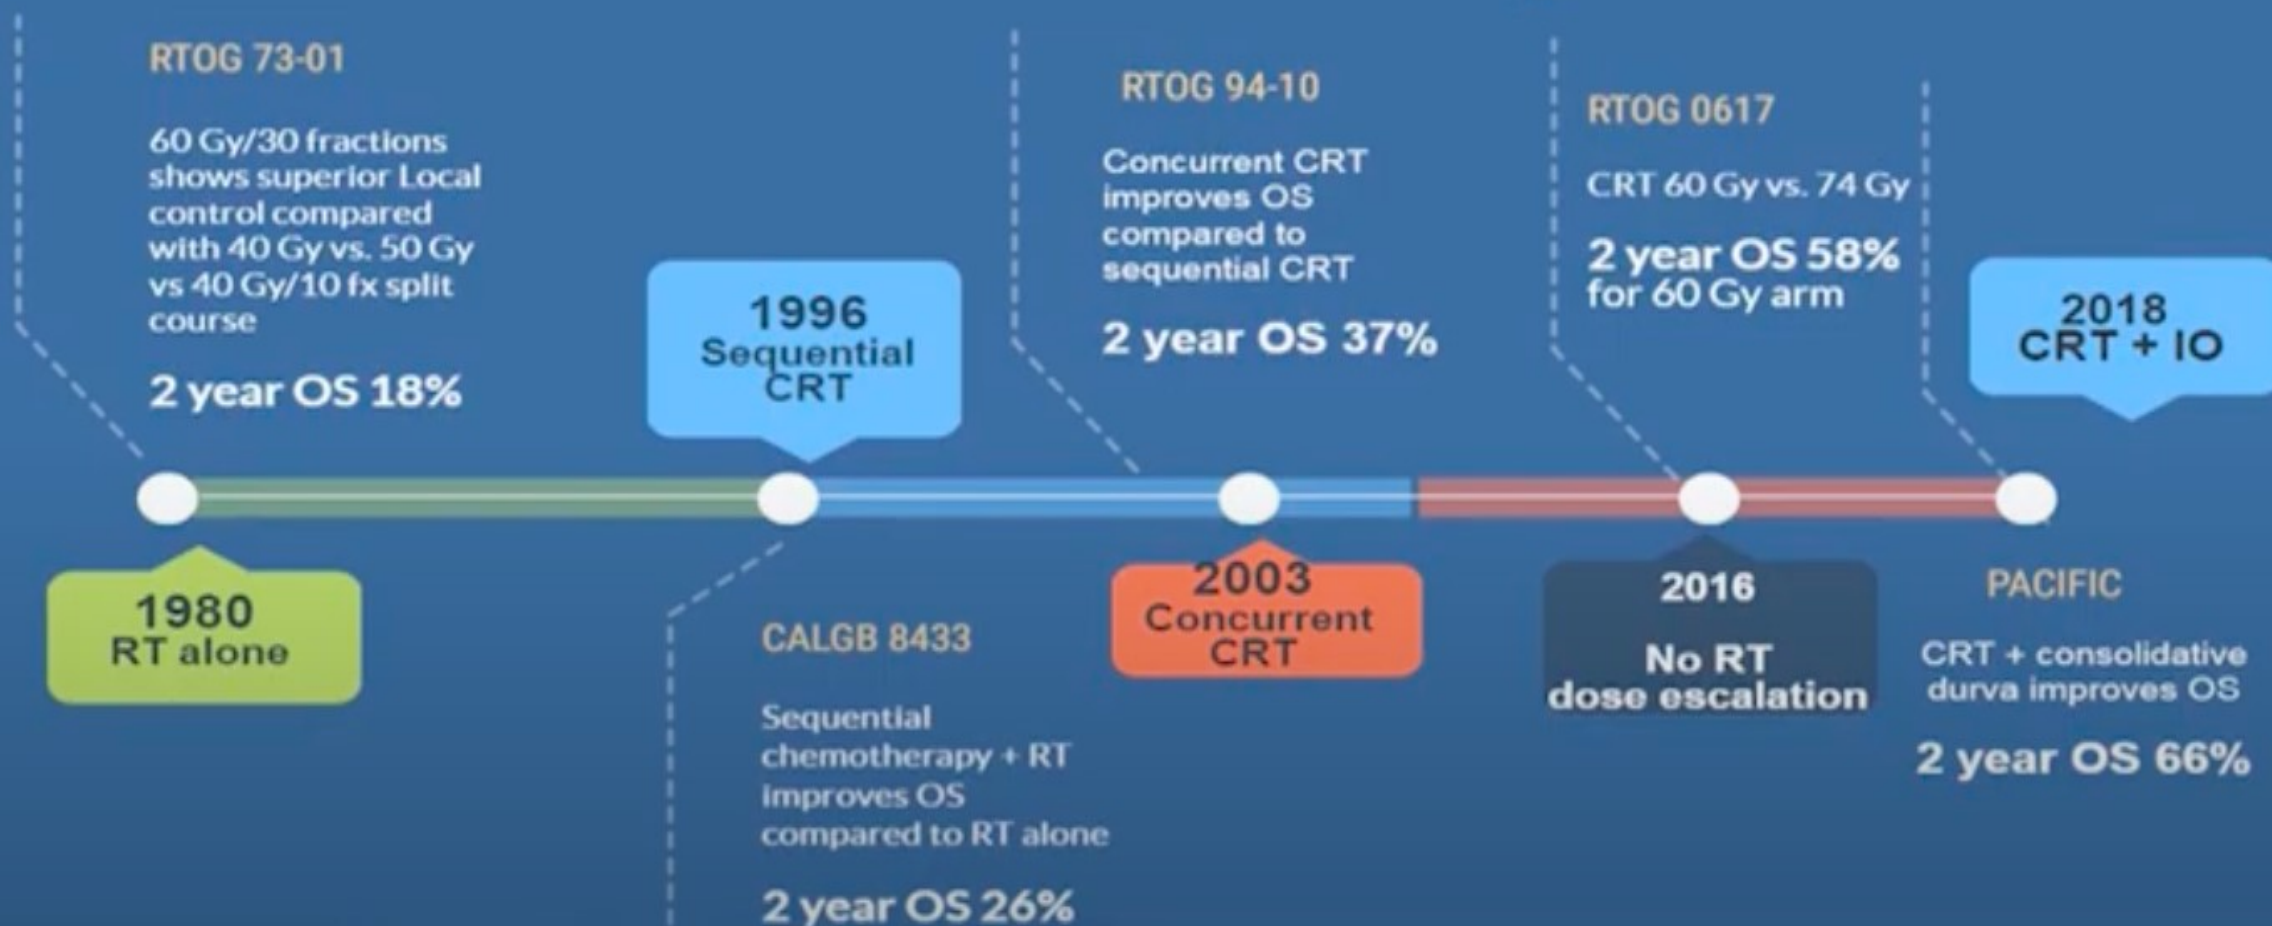 RTOG 73-01
60 Gy/30 fractions
shows superior Local
control compared
with 40 Gy vs. 50 Gy
vs 40 Gy/10 fx split
course
2 year OS 18%
1980
RT alone
1996
Sequential
CRT
CALGB 8433
Sequential
chemotherapy + RT
improves OS
compared to RT alone
2 year OS 26%
RTOG 94-10
Concurrent CRT
improves OS
compared to
sequential CRT
2 year OS 37%
2003
Concurrent
CRT
RTOG 0617
CRT 60 Gy vs. 74 Gy
2 year OS 58%
for 60 Gy arm
2016
No RT
dose escalation
2018
CRT + IO
PACIFIC
CRT + consolidative
durva improves OS
2 year OS 66%